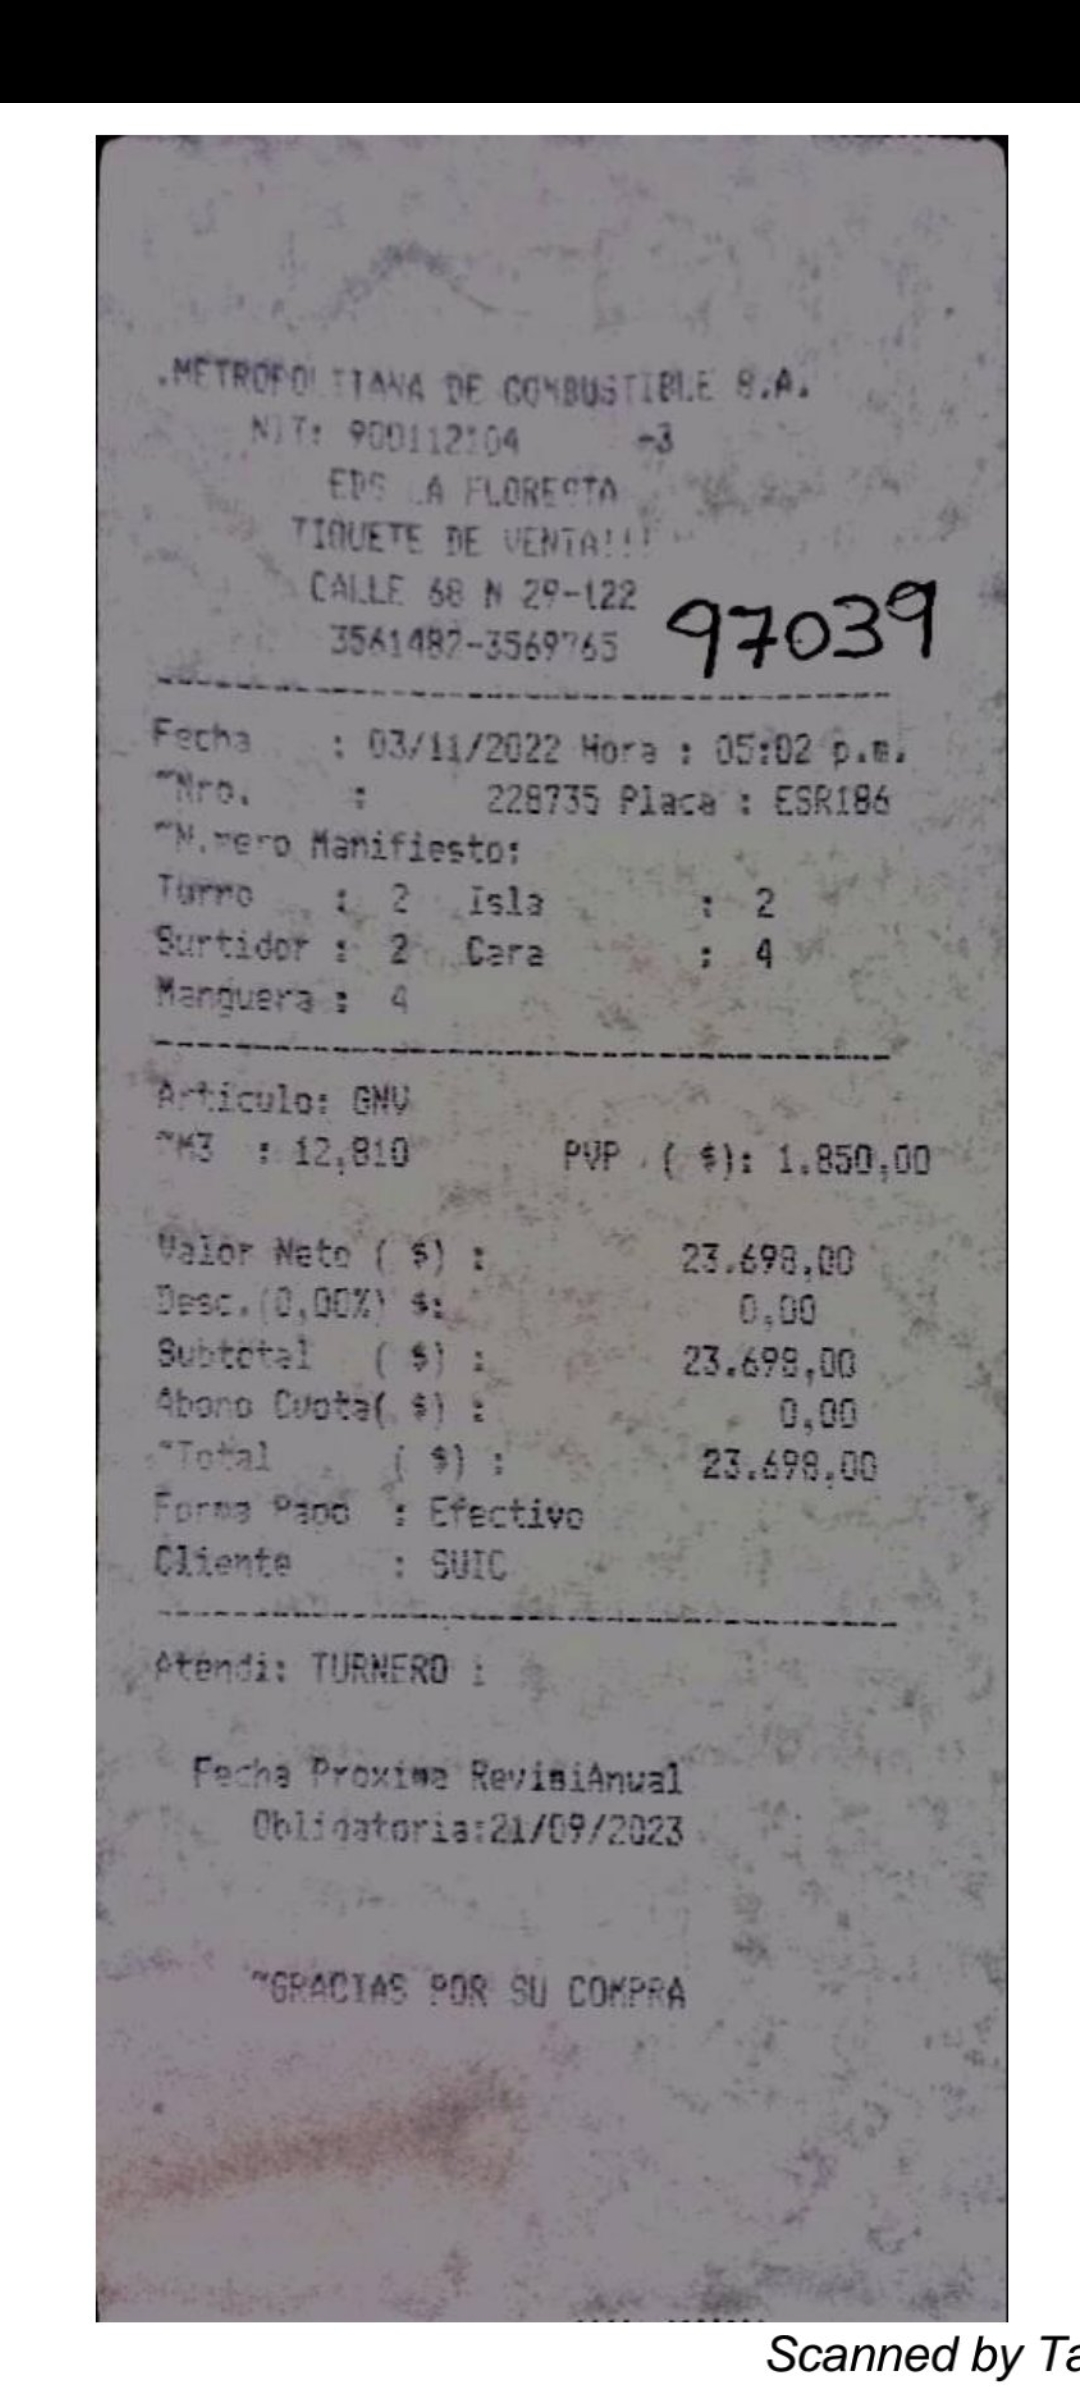 .METROPOLITANA DE COMBUSTIBLE S.A.
NIT: 900112104 -3
EDS LA FLORESTA
TIQUETE DE VENTA!!!
CALLE 68 N 29-122
97039
3561482-3569765
Fecha : 03/11/2022 Hora : 05:02 p.m.
~Nro. : 228735 Placa : ESR186
~N.mero Manifiesto:
Turno : 2 Isla : 2
Surtidor : 2 Cara : 4
Manguera : 4
Artículo: GNV
~M3 : 12,810 PVP ( $): 1.850,00
Valor Neto ( $) : 23.698,00
Desc.(0,00%) $: 0,00
Subtotal ( $) : 23.698,00
Abono Cuota( $) : 0,00
~Total ( $) : 23.698,00
Forma Pago : Efectivo
Cliente : SUIC
Atendi: TURNERO :
Fecha Proxima RevisiAnual
Obligatoria:21/09/2023
~GRACIAS POR SU COMPRA
Scanned by Ta